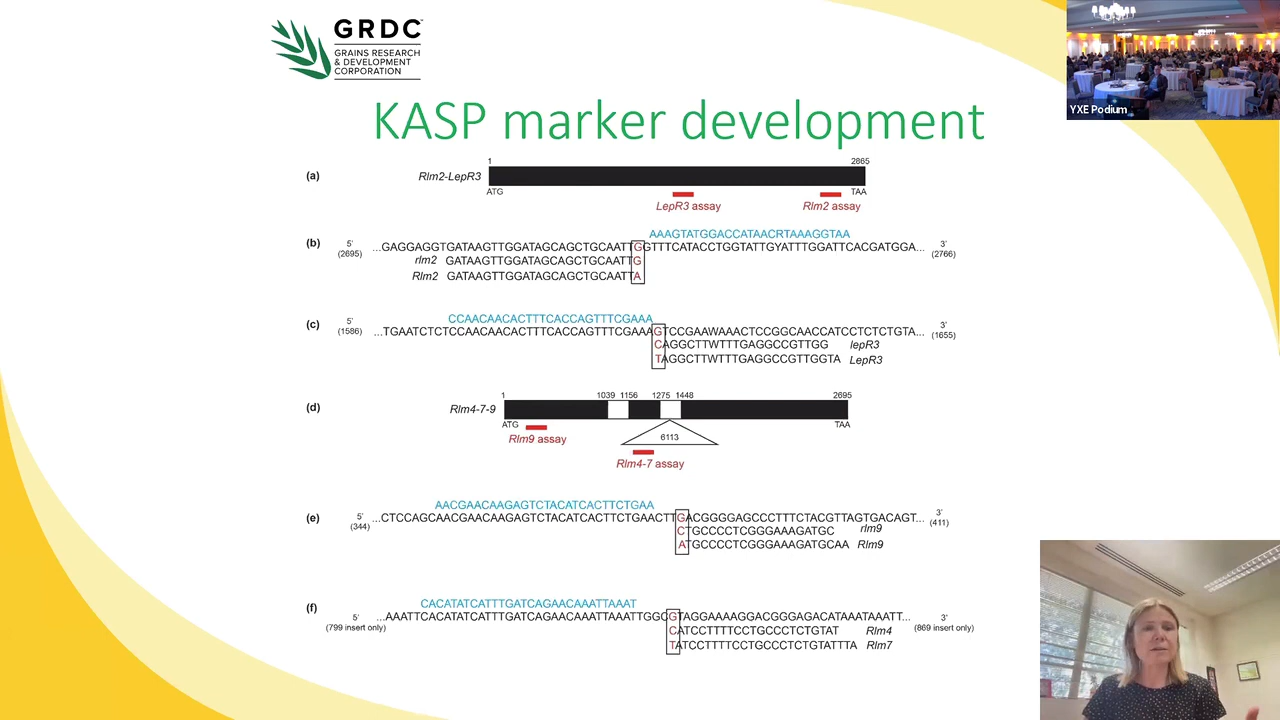 GRDC™
GRAINS RESEARCH
& DEVELOPMENT
CORPORATION
YXE Podium
KASP marker development
(a)
Rlm2-LepR3
1
2865
ATG
TAA
LepR3 assay
Rlm2 assay
(b)
AAAGTATGGACCATAACRTAAAGGTAA
5'
(2695)
...GAGGAGGTGATAAGTTGGATAGCAGCTGCAATTGGTTTCATACCTGGTATTGYATTTGGATTCACGATGGA...
3'
(2766)
rlm2 GATAAGTTGGATAGCAGCTGCAATTG
Rlm2 GATAAGTTGGATAGCAGCTGCAATTA
(c)
CCAACAACACTTTCACCAGTTTCGAAA
5'
(1586)
...TGAATCTCTCCAACAACACTTTCACCAGTTTCGAAAGTCCGAAWAAACTCCGGCAACCATCCTCTCTGTA...
3'
(1655)
CAGGCTTWTTTGAGGCCGTTGG lepR3
TAGGCTTWTTTGAGGCCGTTGGTA LepR3
(d)
Rlm4-7-9
1
1039 1156 1275 1448
2695
ATG
TAA
Rlm9 assay
6113
Rlm4-7 assay
(e)
AACGAACAAGAGTCTACATCACTTCTGAA
5'
(344)
...CTCCAGCAACGAACAAGAGTCTACATCACTTCTGAACTTGACGGGGAGCCCTTTCTACGTTAGTGACAGT...
3'
(411)
CTGCCCCTCGGGAAAGATGC rlm9
ATGCCCCTCGGGAAAGATGCAA Rlm9
(f)
CACATATCATTTGATCAGAACAAATTAAAT
5'
(799 insert only)
...AAATTCACATATCATTTGATCAGAACAAATTAAATTGGCGTAGGAAAAGGACGGGAGACATAAATAAATT...
3'
(869 insert only)
CATCCTTTTCCTGCCCTCTGTAT Rlm4
TATCCTTTTCCTGCCCTCTGTATTTA Rlm7